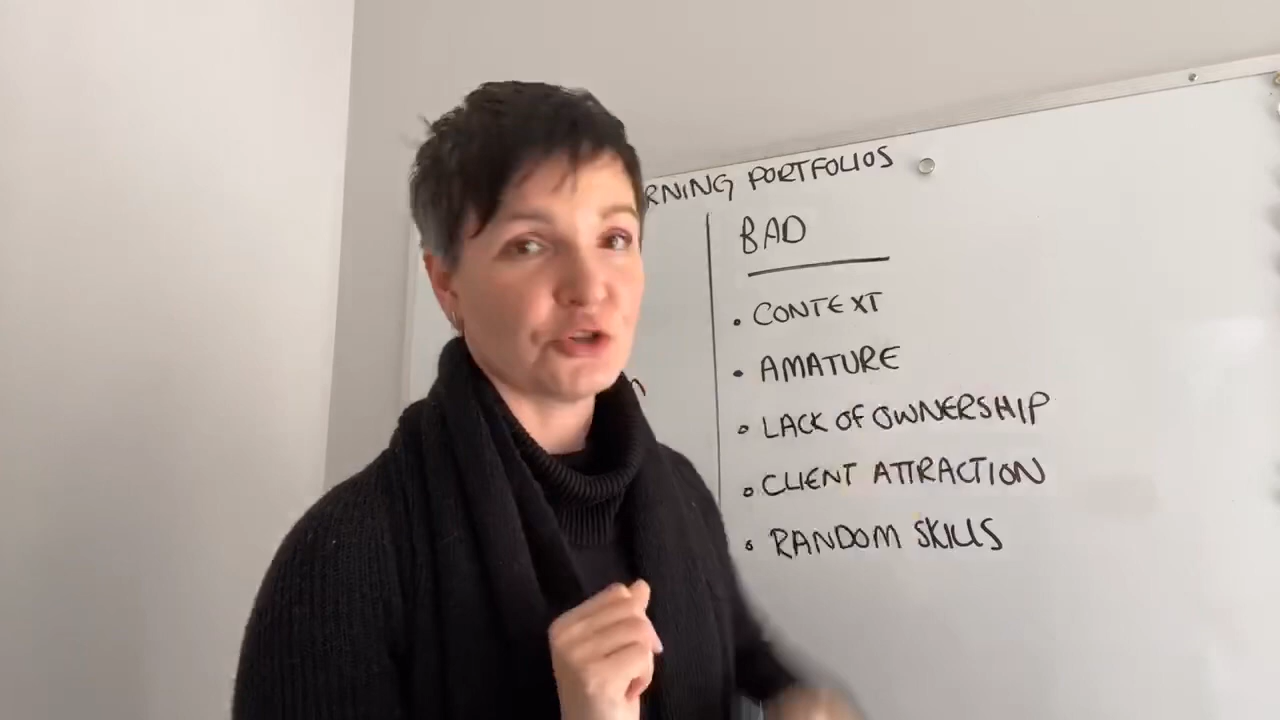 RNING PORTFOLIOS
BAD
• CONTEXT
• AMATURE
• LACK OF OWNERSHIP
• CLIENT ATTRACTION
• RANDOM SKILLS